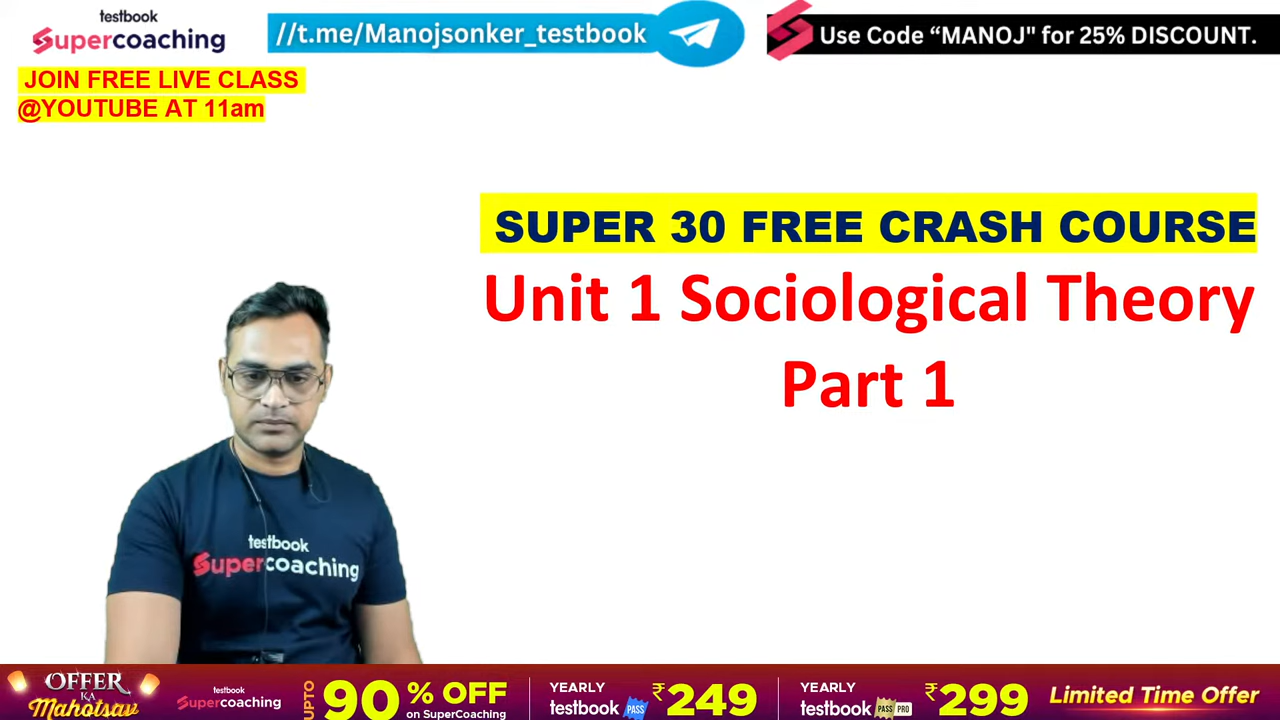 testbook
Supercoaching
//t.me/Manojsonker_testbook
Use Code “MANOJ" for 25% DISCOUNT.
JOIN FREE LIVE CLASS
@YOUTUBE AT 11am
SUPER 30 FREE CRASH COURSE
Unit 1 Sociological Theory
Part 1
testbook
Supercoaching
OFFER
KA
Mahotsav
testbook
Supercoaching
UPTO
90% OFF
on SuperCoaching
YEARLY
testbook PASS
₹249
YEARLY
testbook PASS PRO
₹299
Limited Time Offer